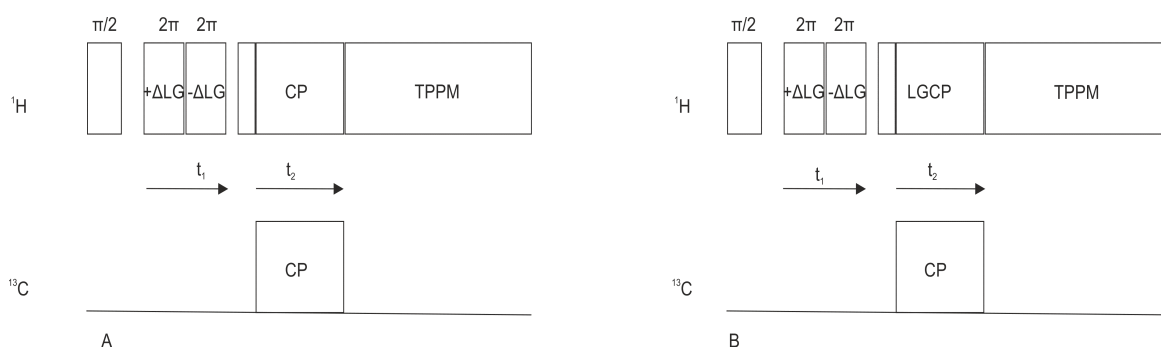 π/2 2π 2π
¹H +ΔLG -ΔLG CP TPPM
t₁ t₂
¹³C CP
A
π/2 2π 2π
¹H +ΔLG -ΔLG LGCP TPPM
t₁ t₂
¹³C CP
B